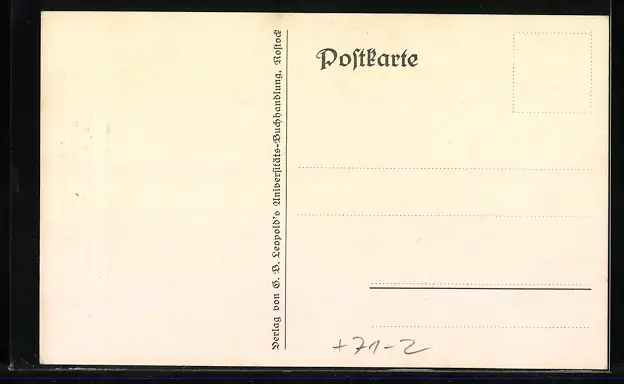 Postkarte
Verlag von G. B. Leopold's Universitäts-Buchhandlung, Rostock
+71-2